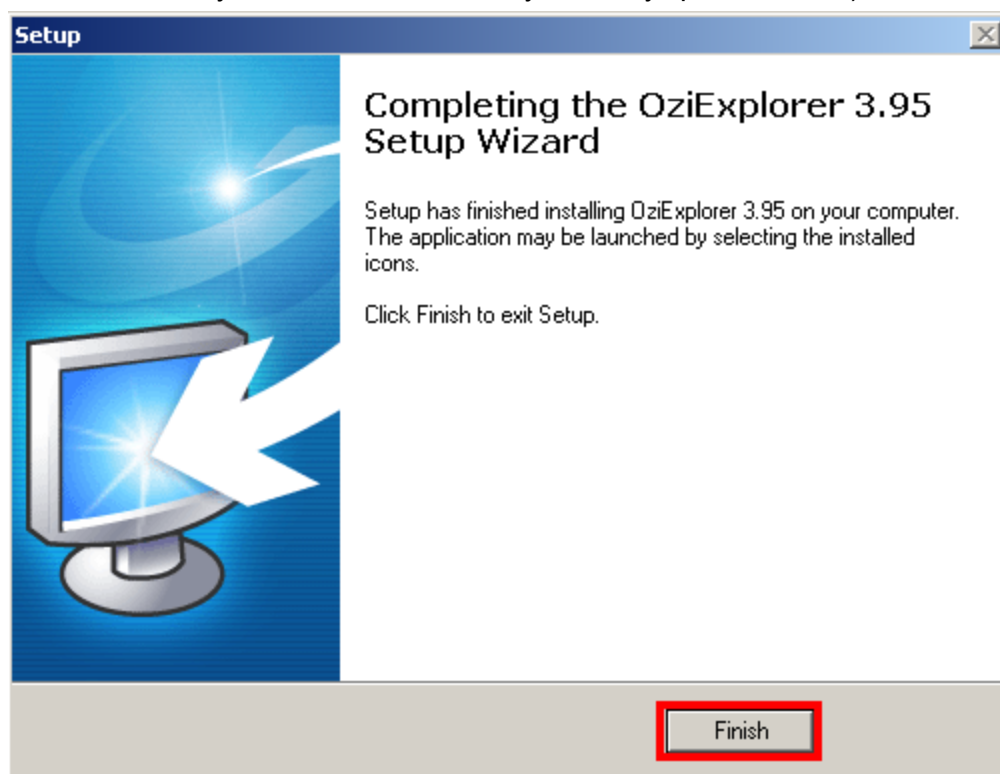 Setup
Completing the OziExplorer 3.95
Setup Wizard
Setup has finished installing OziExplorer 3.95 on your computer.
The application may be launched by selecting the installed
icons.
Click Finish to exit Setup.
Finish